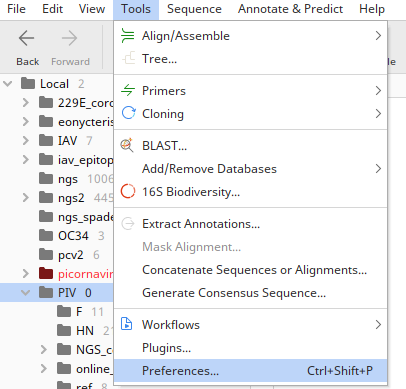 File Edit View Tools Sequence Annotate & Predict Help
Back Forward
Local 2
229E_coro
eonycteris
IAV 7
iav_epitop
ngs 1006
ngs2 445
ngs_spade
OC34 3
pcv2 6
picornavir
PIV 0
F 11
HN 21
NGS_c
online_
ref 8
Align/Assemble
Tree...
Primers
Cloning
BLAST...
Add/Remove Databases
16S Biodiversity...
Extract Annotations...
Mask Alignment...
Concatenate Sequences or Alignments...
Generate Consensus Sequence...
Workflows
Plugins...
Preferences... Ctrl+Shift+P